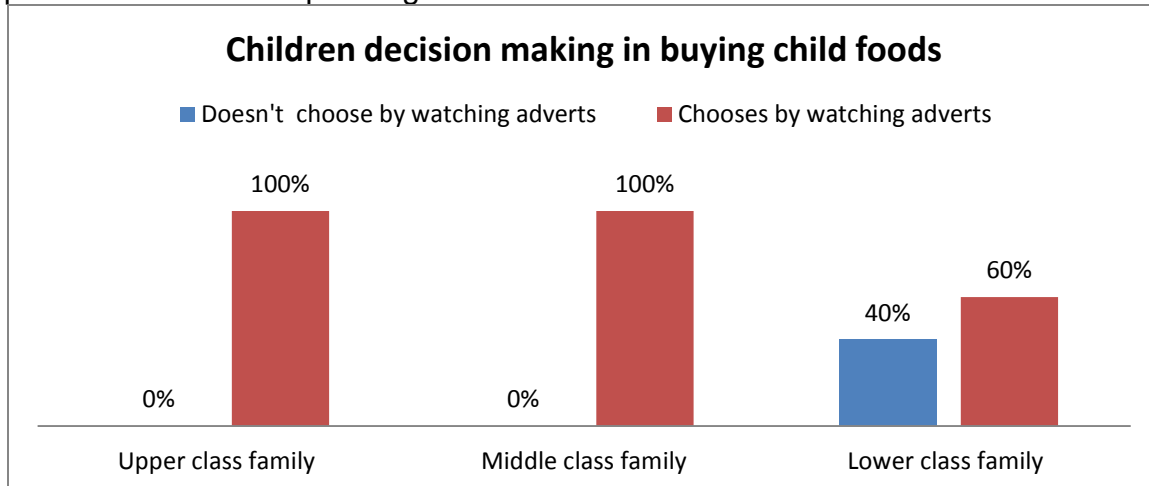 Children decision making in buying child foods
Doesn't choose by watching adverts Chooses by watching adverts
100% 100%
60%
40%
0% 0%
Upper class family Middle class family Lower class family